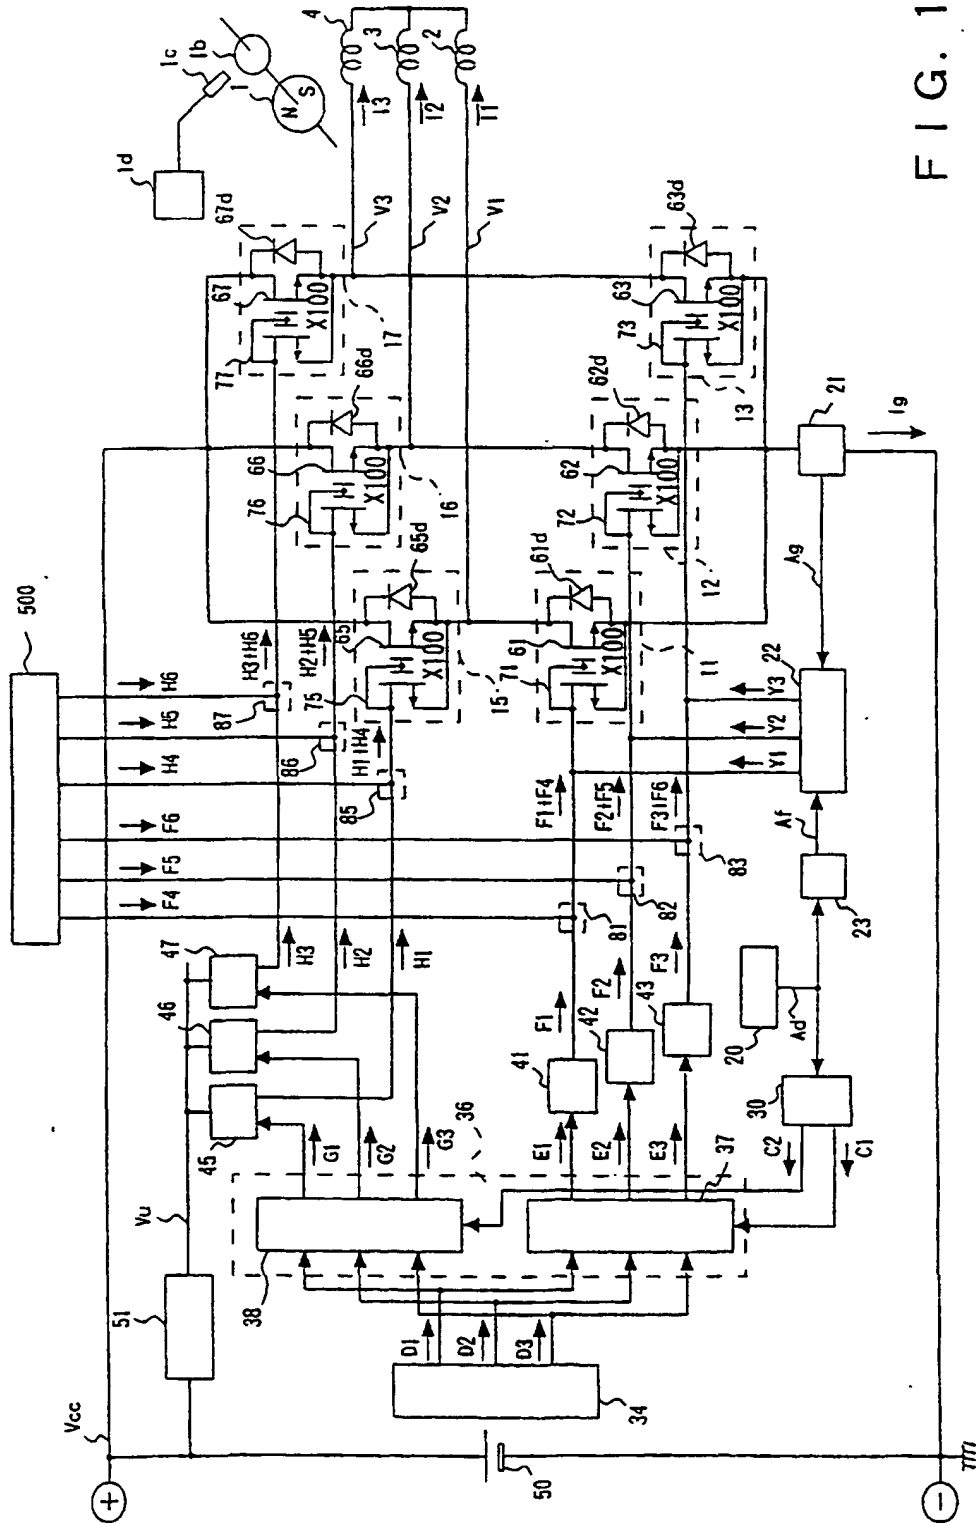 FIG. 1
500
Vcc
Vu
51
45
46
47
H6
H5
H4
F6
F5
F4
H3
H2
H1
87
86
85
H3+H6
H2+H5
H1+H4
77
67
67d
X100
17
76
66
66d
X100
16
75
65
65d
X100
15
71
61
61d
X100
11
72
62
62d
X100
12
73
63
63d
X100
13
1d
1c
1b
1
N
S
4
3
2
I3
I2
I1
V3
V2
V1
G1
G2
G3
36
38
37
D1
D2
D3
34
E1
E2
E3
41
42
43
F1
F2
F3
81
82
83
F1+F4
F2+F5
F3+F6
Y1
Y2
Y3
22
Ag
21
Ig
Af
23
20
Ad
30
C2
C1
50
+
−